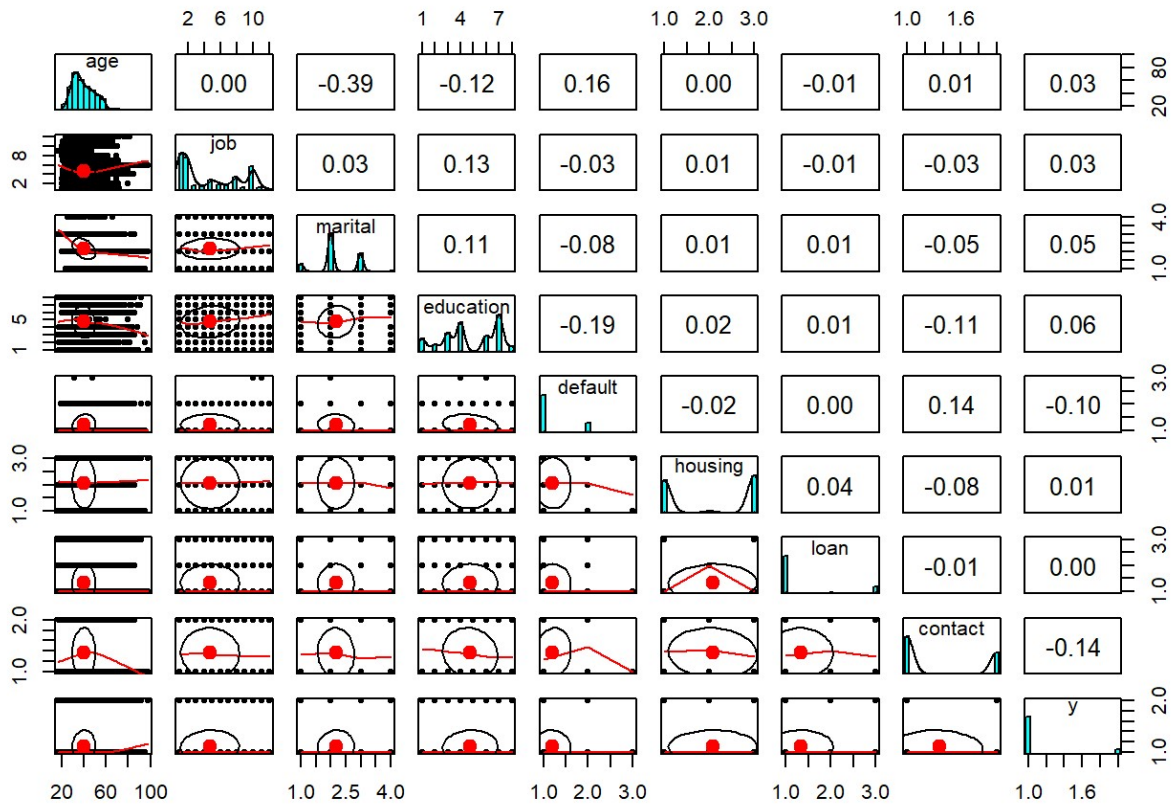 2 6 10 1 4 7 1.0 2.0 3.0 1.0 1.6
age 0.00 -0.39 -0.12 0.16 0.00 -0.01 0.01 0.03 20 80
2 8 job 0.03 0.13 -0.03 0.01 -0.01 -0.03 0.03
marital 0.11 -0.08 0.01 0.01 -0.05 0.05 1.0 4.0
1 5 education -0.19 0.02 0.01 -0.11 0.06
default -0.02 0.00 0.14 -0.10 1.0 3.0
1.0 3.0 housing 0.04 -0.08 0.01
loan -0.01 0.00 1.0 3.0
1.0 2.0 contact -0.14
y 1.0 2.0
20 60 100 1.0 2.5 4.0 1.0 2.0 3.0 1.0 2.0 3.0 1.0 1.6